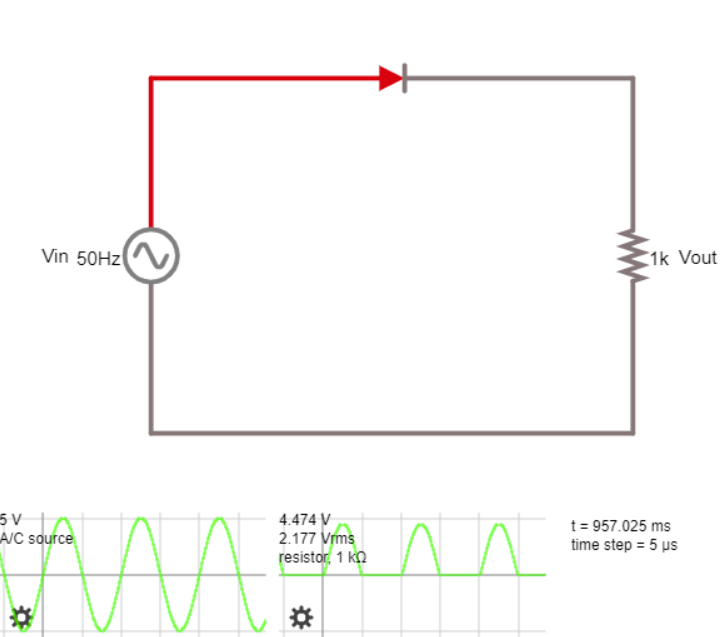 Vin 50Hz
1k Vout
5 V
A/C source
4.474 V
2.177 Vrms
resistor, 1 kΩ
t = 957.025 ms
time step = 5 μs